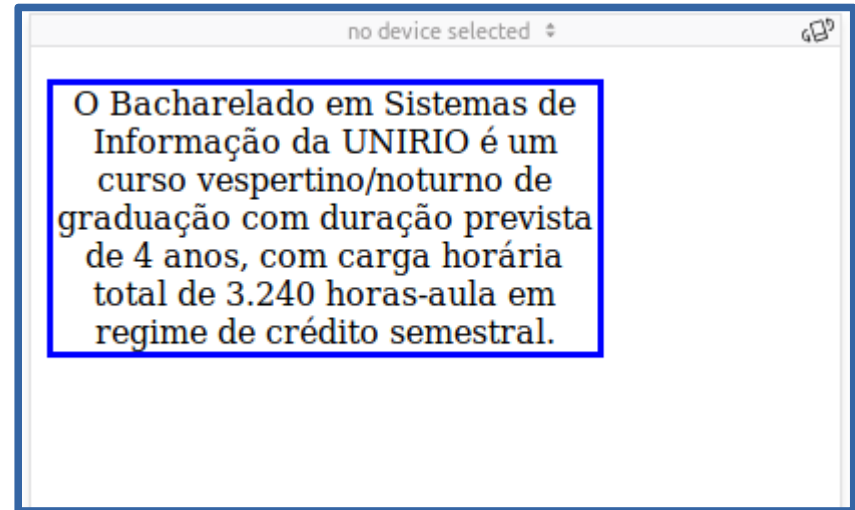 no device selected
O Bacharelado em Sistemas de
Informação da UNIRIO é um
curso vespertino/noturno de
graduação com duração prevista
de 4 anos, com carga horária
total de 3.240 horas-aula em
regime de crédito semestral.